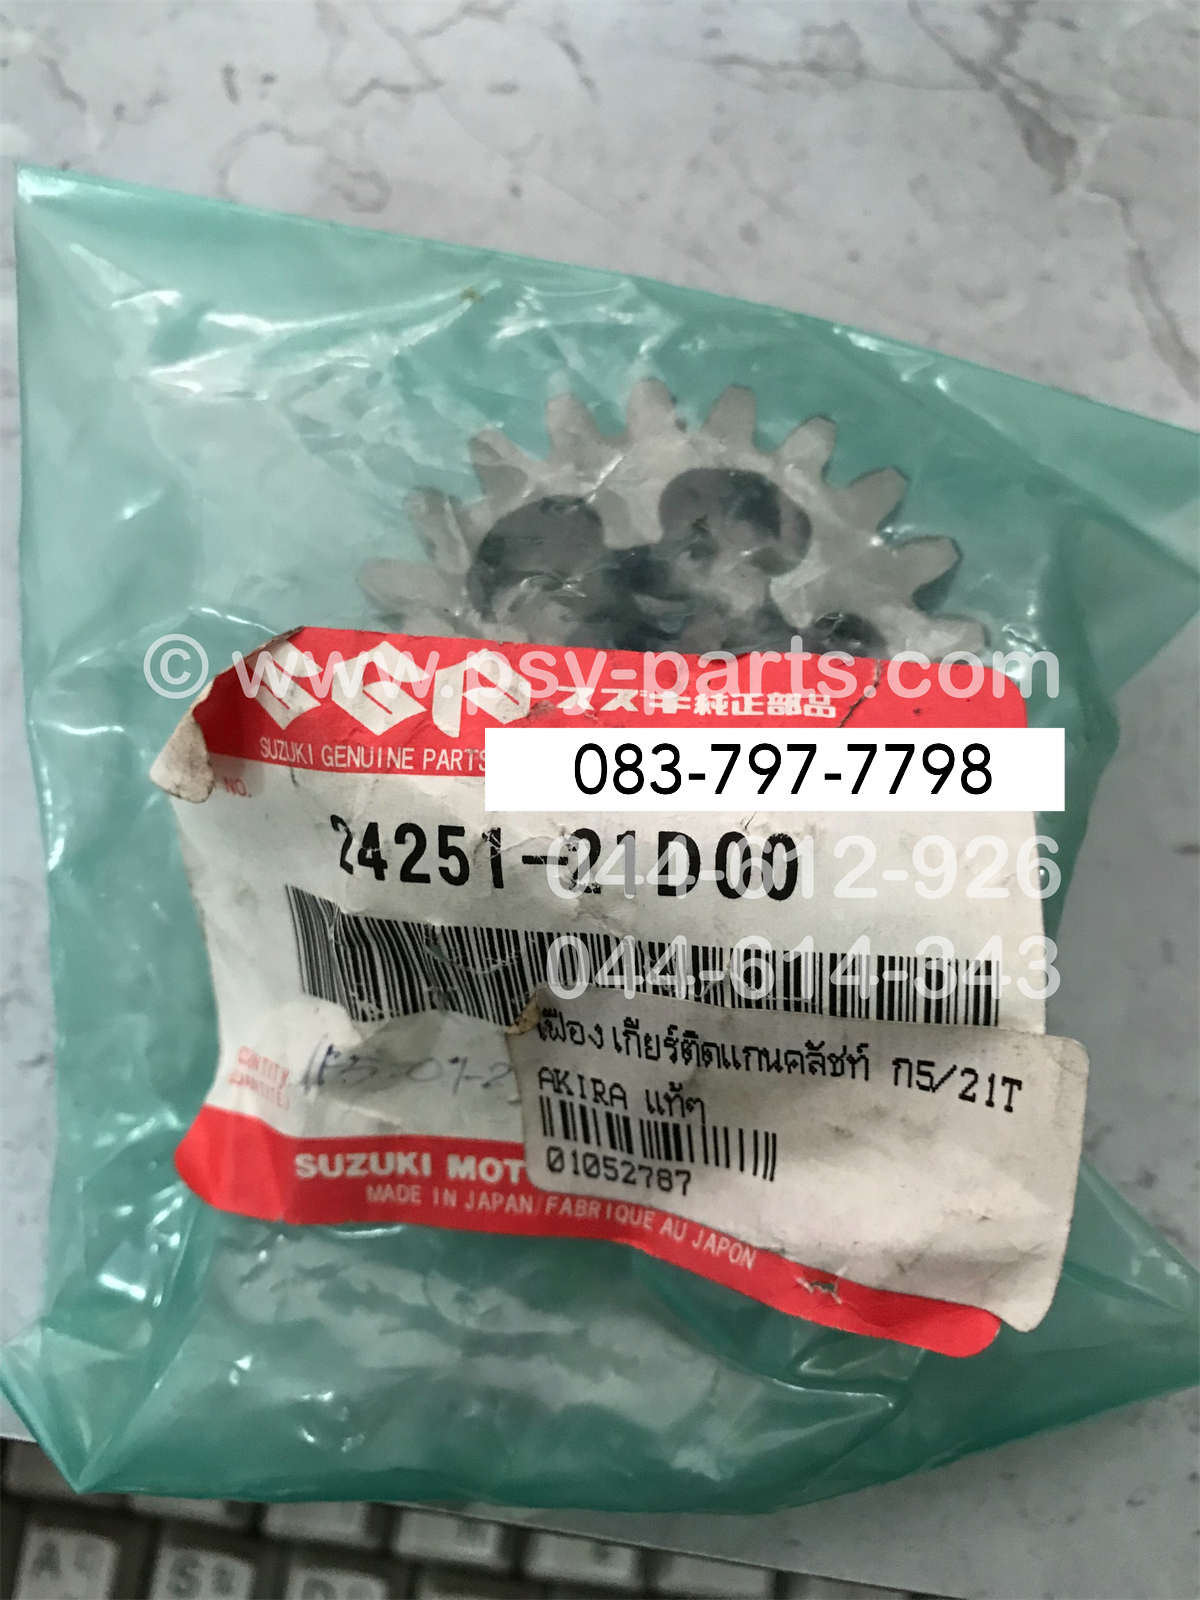 © www.psy-parts.com
スズキ純正部品
SUZUKI GENUINE PARTS
083-797-7798
NO.
24251-21D00
044-612-926
044-614-343
เฟืองเกียร์ติดแกนคลัชท์ ก5/21T
AKIRA แท้ๆ
01052787
SUZUKI MOT
MADE IN JAPAN/FABRIQUE AU JAPON
A
S
D